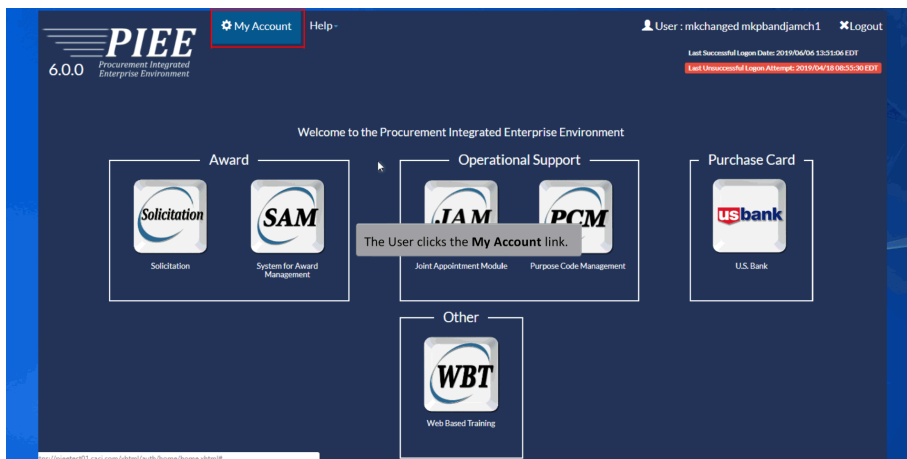 My Account
Help
User : mkchanged mkpbandjamch1
Logout
PIEE
6.0.0
Procurement Integrated
Enterprise Environment
Last Successful Logon Date: 2019/06/06 13:51:06 EDT
Last Unsuccessful Logon Attempt: 2019/04/18 08:55:30 EDT
Welcome to the Procurement Integrated Enterprise Environment
Award
Operational Support
Purchase Card
Solicitation
SAM
JAM
PCM
usbank
The User clicks the My Account link.
Solicitation
System for Award
Management
Joint Appointment Module
Purpose Code Management
U.S. Bank
Other
WBT
Web Based Training